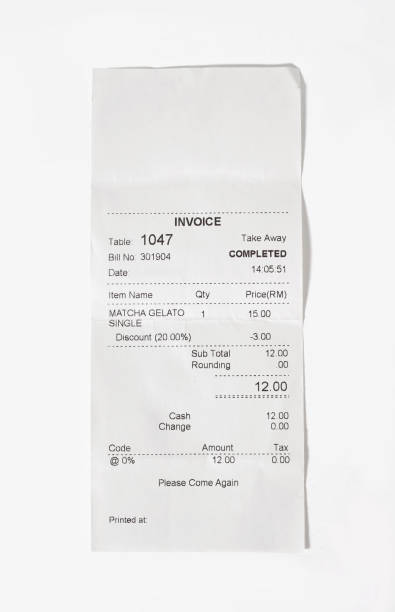 INVOICE
Table: 1047 Take Away
Bill No: 301904 COMPLETED
Date: 14:05:51
Item Name Qty Price(RM)
MATCHA GELATO 1 15.00
SINGLE
Discount (20.00%) -3.00
Sub Total 12.00
Rounding .00
12.00
Cash 12.00
Change 0.00
Code Amount Tax
@ 0% 12.00 0.00
Please Come Again
Printed at: